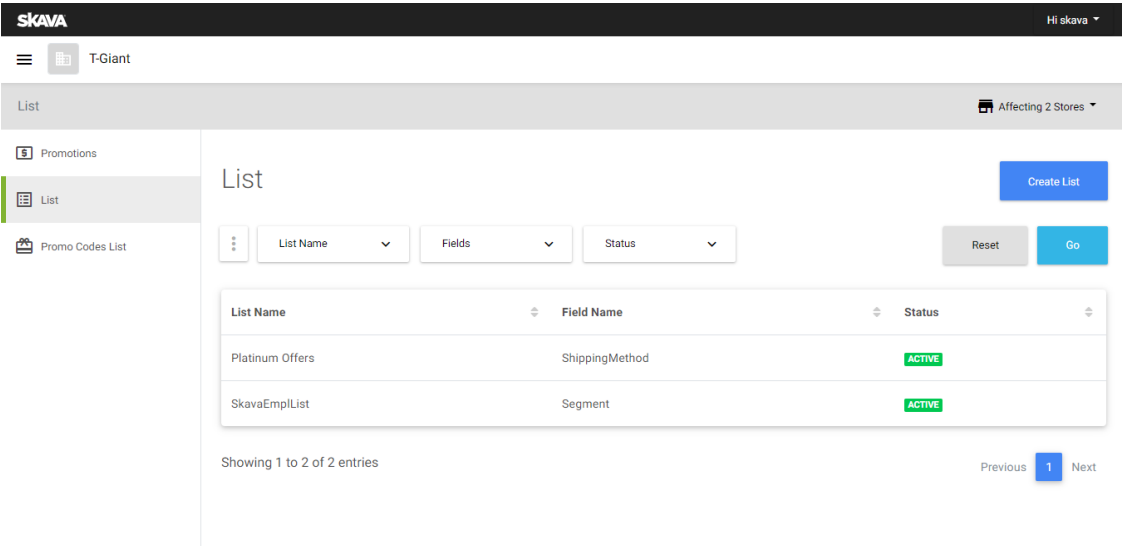 SKAVA
Hi skava
T-Giant
List
Affecting 2 Stores
Promotions
List
Promo Codes List
List
Create List
List Name
Fields
Status
Reset
Go
List Name Field Name Status
Platinum Offers ShippingMethod ACTIVE
SkavaEmplList Segment ACTIVE
Showing 1 to 2 of 2 entries
Previous 1 Next